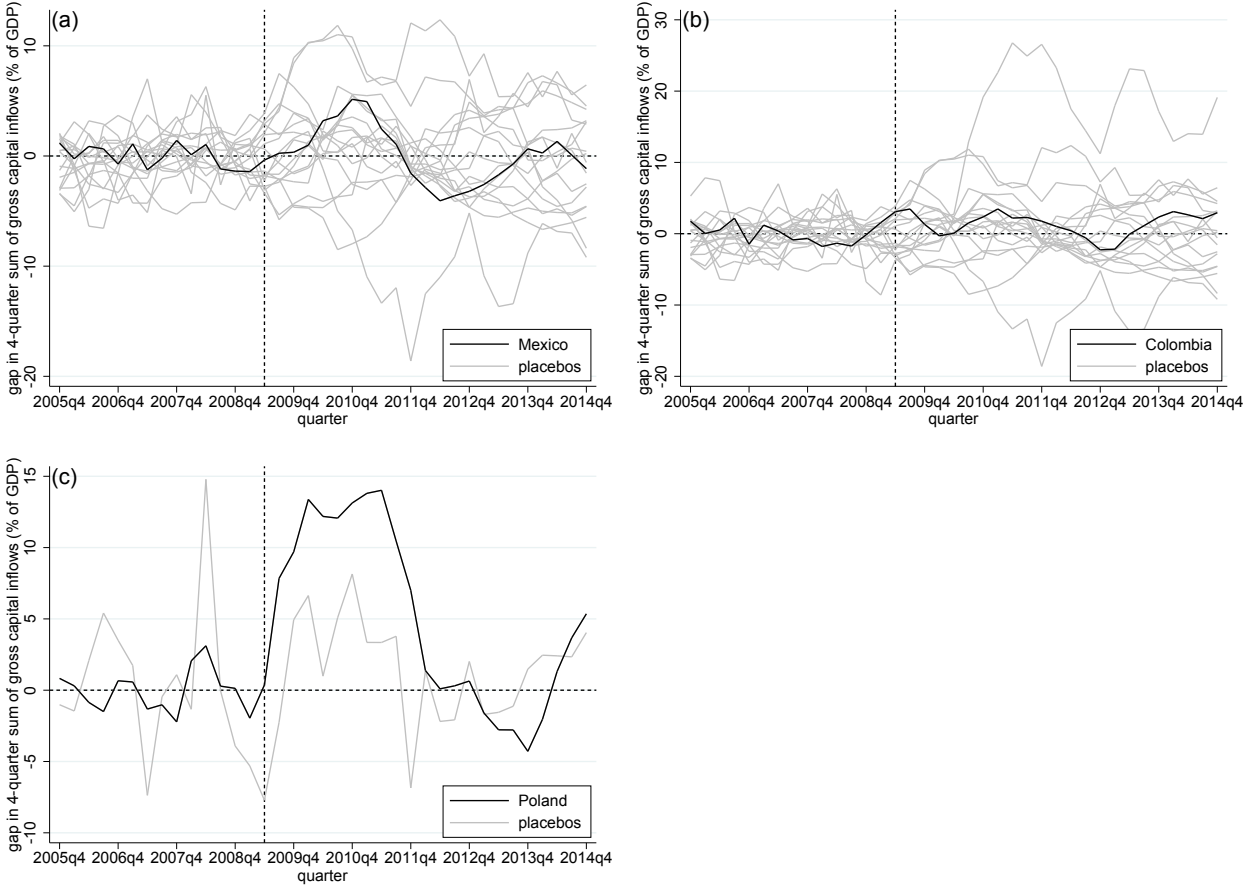 (a)
gap in 4-quarter sum of gross capital inflows (% of GDP)
10
0
-10
-20
Mexico
placebos
2005q4 2006q4 2007q4 2008q4 2009q4 2010q4 2011q4 2012q4 2013q4 2014q4
quarter
(b)
gap in 4-quarter sum of gross capital inflows (% of GDP)
30
20
10
0
-10
-20
Colombia
placebos
2005q4 2006q4 2007q4 2008q4 2009q4 2010q4 2011q4 2012q4 2013q4 2014q4
quarter
(c)
gap in 4-quarter sum of gross capital inflows (% of GDP)
15
10
5
0
-5
-10
Poland
placebos
2005q4 2006q4 2007q4 2008q4 2009q4 2010q4 2011q4 2012q4 2013q4 2014q4
quarter